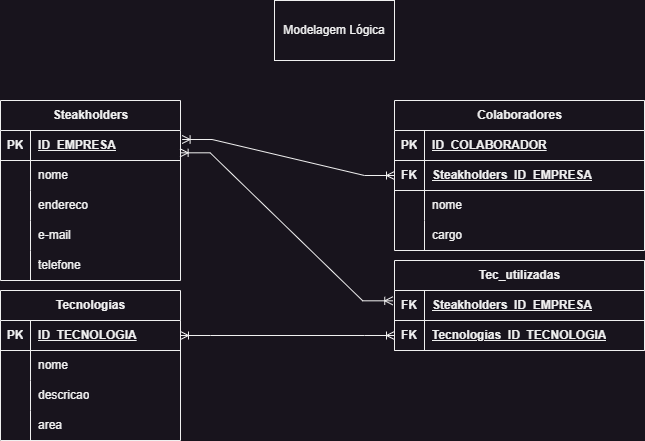 Modelagem Lógica
Steakholders
PK ID_EMPRESA
nome
endereco
e-mail
telefone
Colaboradores
PK ID_COLABORADOR
FK Steakholders_ID_EMPRESA
nome
cargo
Tecnologias
PK ID_TECNOLOGIA
nome
descricao
area
Tec_utilizadas
FK Steakholders_ID_EMPRESA
FK Tecnologias_ID_TECNOLOGIA